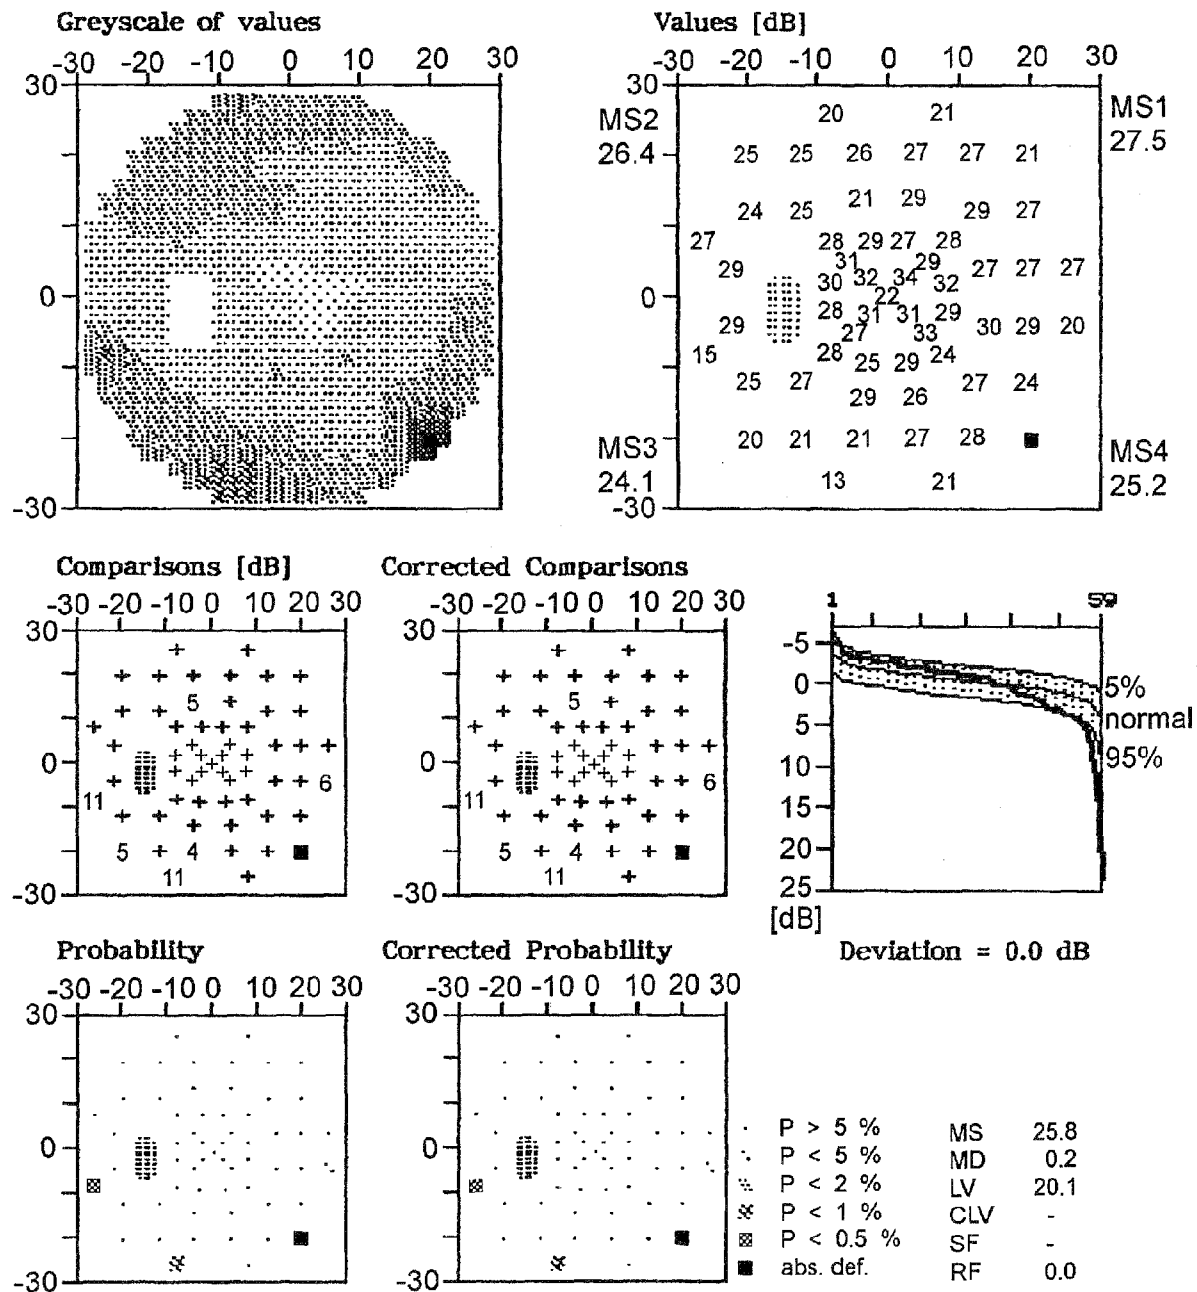 Greyscale of values
Values [dB]
-30 -20 -10 0 10 20 30
-30 -20 -10 0 10 20 30
30
0
-30
30
0
-30
MS2
26.4
MS1
27.5
MS3
24.1
MS4
25.2
20 21
25 25 26 27 27 21
21 29
24 25 29 27
27 28 29 27 28
31 29
29 27 27 27
30 32 34 32
22
28 31 31 29
29 27 33 30 29 20
15 28 24
25 29
25 27 27 24
29 26
20 21 21 27 28
13 21
Comparisons [dB]
Corrected Comparisons
-30 -20 -10 0 10 20 30
-30 -20 -10 0 10 20 30
1 59
30
0
-30
5
6
11
5 4
11
30
0
-30
5
6
11
5 4
11
-5
0
5
10
15
20
25
[dB]
5%
normal
95%
Probability
Corrected Probability
Deviation = 0.0 dB
-30 -20 -10 0 10 20 30
-30 -20 -10 0 10 20 30
30
0
-30
30
0
-30
P > 5 %
P < 5 %
P < 2 %
P < 1 %
P < 0.5 %
abs. def.
MS 25.8
MD 0.2
LV 20.1
CLV -
SF -
RF 0.0